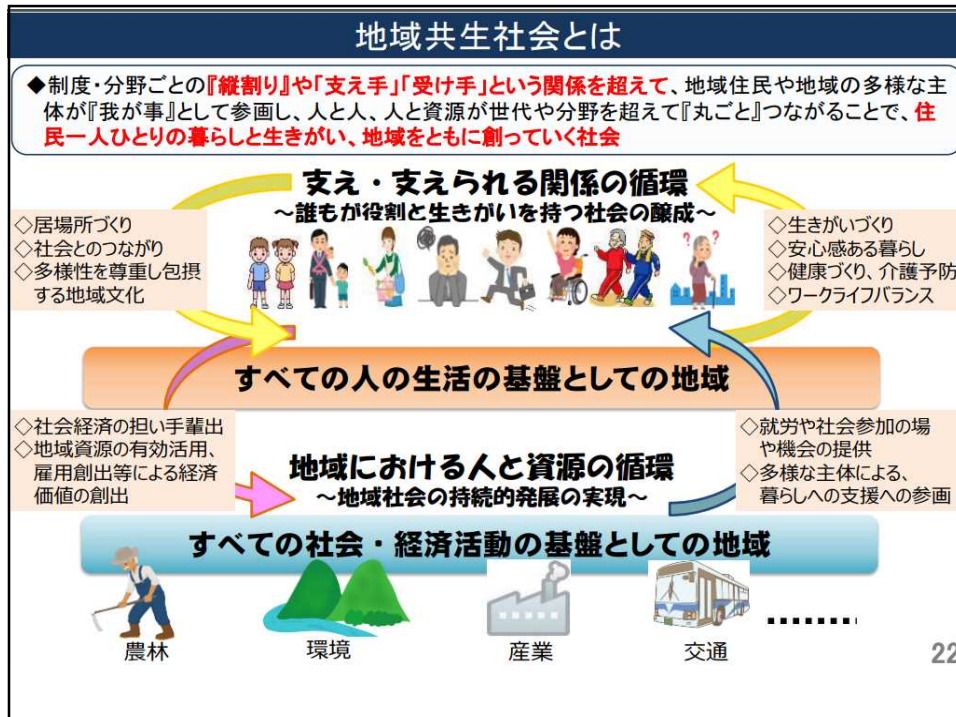 地域共生社会とは
◆制度・分野ごとの『縦割り』や「支え手」「受け手」という関係を超えて、地域住民や地域の多様な主
体が『我が事』として参画し、人と人、人と資源が世代や分野を超えて『丸ごと』つながることで、住
民一人ひとりの暮らしと生きがい、地域をともに創っていく社会
支え・支えられる関係の循環
～誰もが役割と生きがいを持つ社会の醸成～
◇居場所づくり
◇社会とのつながり
◇多様性を尊重し包摂
する地域文化
◇生きがいづくり
◇安心感ある暮らし
◇健康づくり、介護予防
◇ワークライフバランス
すべての人の生活の基盤としての地域
◇社会経済の担い手輩出
◇地域資源の有効活用、
雇用創出等による経済
価値の創出
地域における人と資源の循環
～地域社会の持続的発展の実現～
◇就労や社会参加の場
や機会の提供
◇多様な主体による、
暮らしへの支援への参画
すべての社会・経済活動の基盤としての地域
農林
環境
産業
交通
22